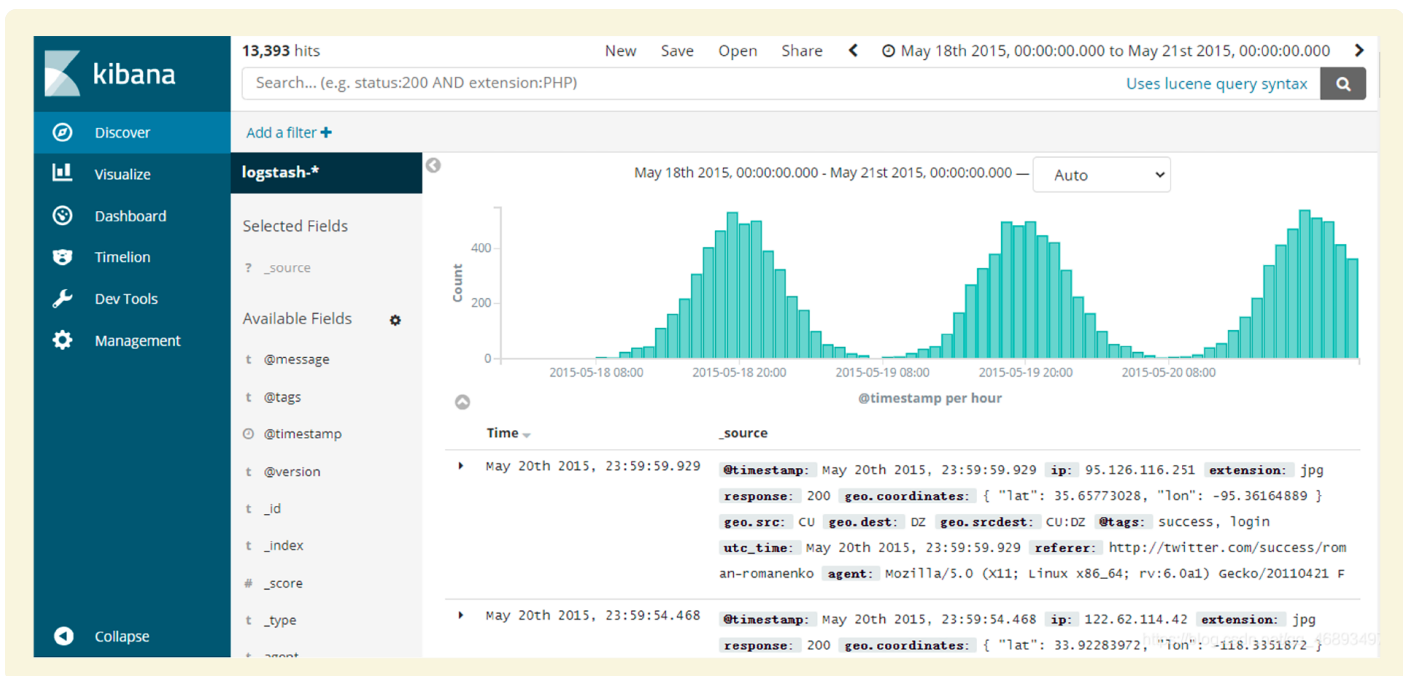 kibana
Discover
Visualize
Dashboard
Timelion
Dev Tools
Management
Collapse
13,393 hits
New Save Open Share May 18th 2015, 00:00:00.000 to May 21st 2015, 00:00:00.000
Search... (e.g. status:200 AND extension:PHP) Uses lucene query syntax
Add a filter +
logstash-*
Selected Fields
? _source
Available Fields
t @message
t @tags
@timestamp
t @version
t _id
t _index
# _score
t _type
t agent
May 18th 2015, 00:00:00.000 - May 21st 2015, 00:00:00.000 — Auto
Count
400
200
0
2015-05-18 08:00 2015-05-18 20:00 2015-05-19 08:00 2015-05-19 20:00 2015-05-20 08:00
@timestamp per hour
Time _source
May 20th 2015, 23:59:59.929 @timestamp: May 20th 2015, 23:59:59.929 ip: 95.126.116.251 extension: jpg
response: 200 geo.coordinates: { "lat": 35.65773028, "lon": -95.36164889 }
geo.src: CU geo.dest: DZ geo.srcdest: CU:DZ @tags: success, login
utc_time: May 20th 2015, 23:59:59.929 referer: http://twitter.com/success/rom
an-romanenko agent: Mozilla/5.0 (X11; Linux x86_64; rv:6.0a1) Gecko/20110421 F
May 20th 2015, 23:59:54.468 @timestamp: May 20th 2015, 23:59:54.468 ip: 122.62.114.42 extension: jpg
response: 200 geo.coordinates: { "lat": 33.92283972, "lon": -118.3351872 }